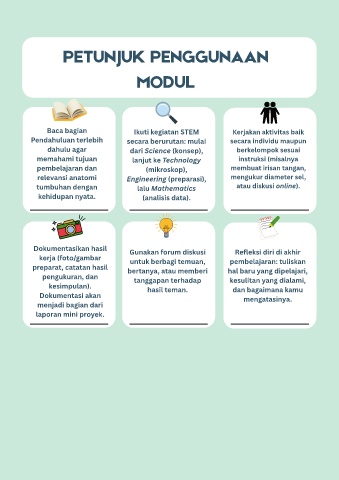 PETUNJUK PENGGUNAAN
MODUL
Baca bagian
Pendahuluan terlebih
dahulu agar
memahami tujuan
pembelajaran dan
relevansi anatomi
tumbuhan dengan
kehidupan nyata.
Ikuti kegiatan STEM
secara berurutan: mulai
dari Science (konsep),
lanjut ke Technology
(mikroskop),
Engineering (preparasi),
lalu Mathematics
(analisis data).
Kerjakan aktivitas baik
secara individu maupun
berkelompok sesuai
instruksi (misalnya
membuat irisan tangan,
mengukur diameter sel,
atau diskusi online).
Dokumentasikan hasil
kerja (foto/gambar
preparat, catatan hasil
pengukuran, dan
kesimpulan).
Dokumentasi akan
menjadi bagian dari
laporan mini proyek.
Gunakan forum diskusi
untuk berbagi temuan,
bertanya, atau memberi
tanggapan terhadap
hasil teman.
Refleksi diri di akhir
pembelajaran: tuliskan
hal baru yang dipelajari,
kesulitan yang dialami,
dan bagaimana kamu
mengatasinya.